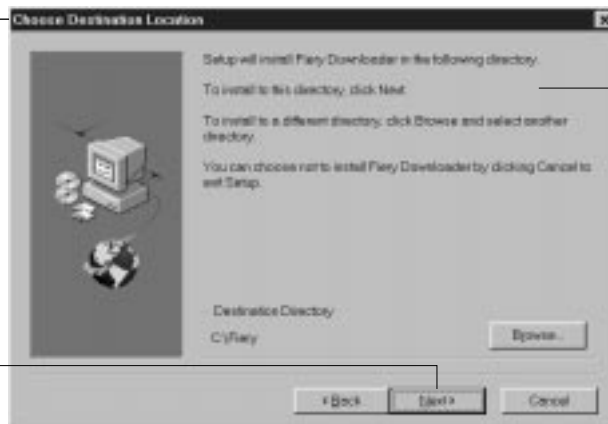 Choose Destination Location
Setup will install Fiery Downloader in the following directory.
To install to this directory, click Next.
To install to a different directory, click Browse and select another
directory.
You can choose not to install Fiery Downloader by clicking Cancel to
exit Setup.
Destination Directory
C:\Fiery
Browse...
< Back
Next >
Cancel